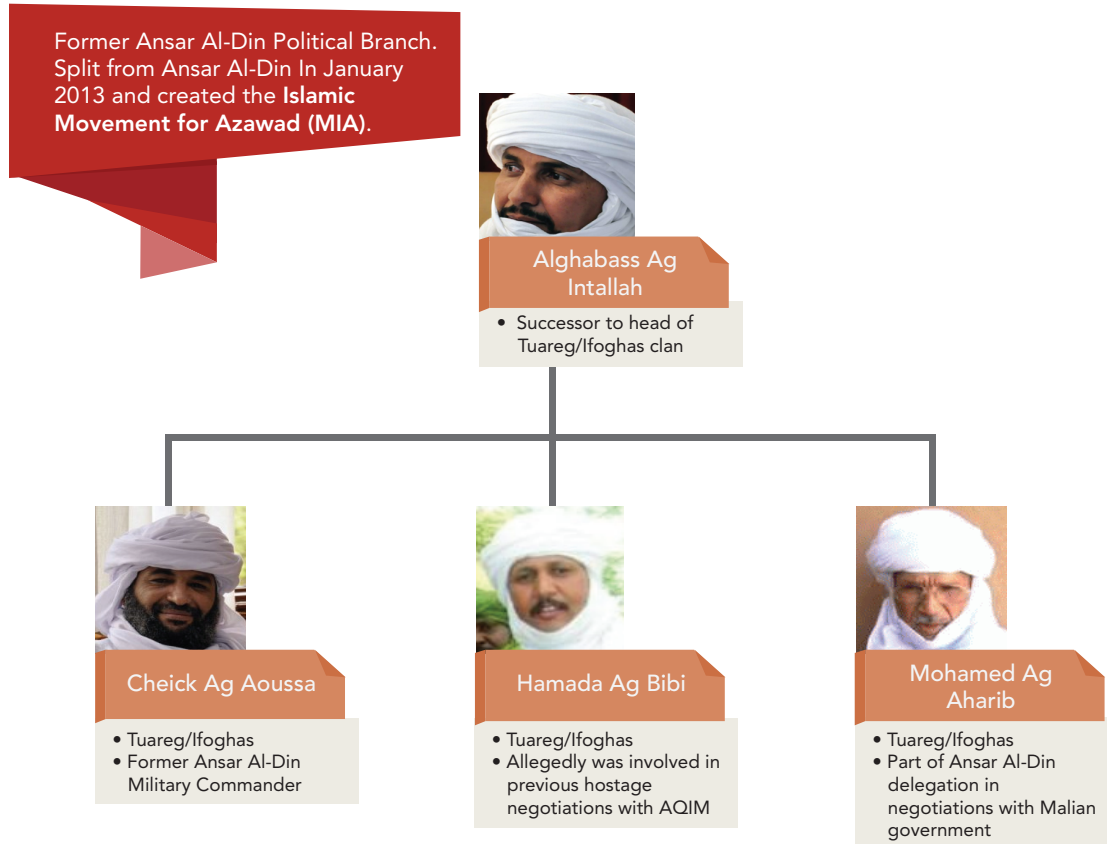 Former Ansar Al-Din Political Branch.
Split from Ansar Al-Din In January
2013 and created the Islamic
Movement for Azawad (MIA).
Alghabass Ag
Intallah
• Successor to head of
Tuareg/Ifoghas clan
Cheick Ag Aoussa
• Tuareg/Ifoghas
• Former Ansar Al-Din
Military Commander
Hamada Ag Bibi
• Tuareg/Ifoghas
• Allegedly was involved in
previous hostage
negotiations with AQIM
Mohamed Ag
Aharib
• Tuareg/Ifoghas
• Part of Ansar Al-Din
delegation in
negotiations with Malian
government